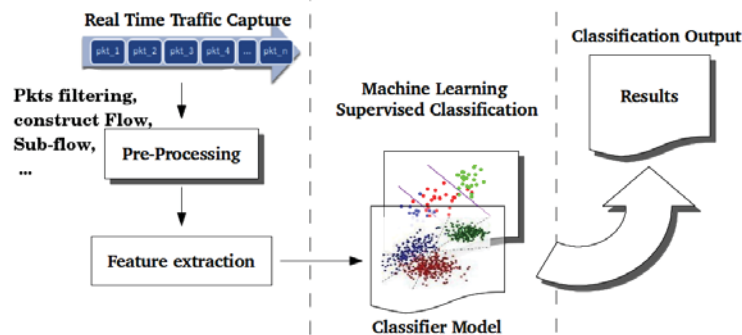 Real Time Traffic Capture
pkt_1 pkt_2 pkt_3 pkt_4 ... pkt_n
Pkts filtering,
construct Flow,
Sub-flow,
...
Pre-Processing
Feature extraction
Machine Learning
Supervised Classification
Classifier Model
Classification Output
Results